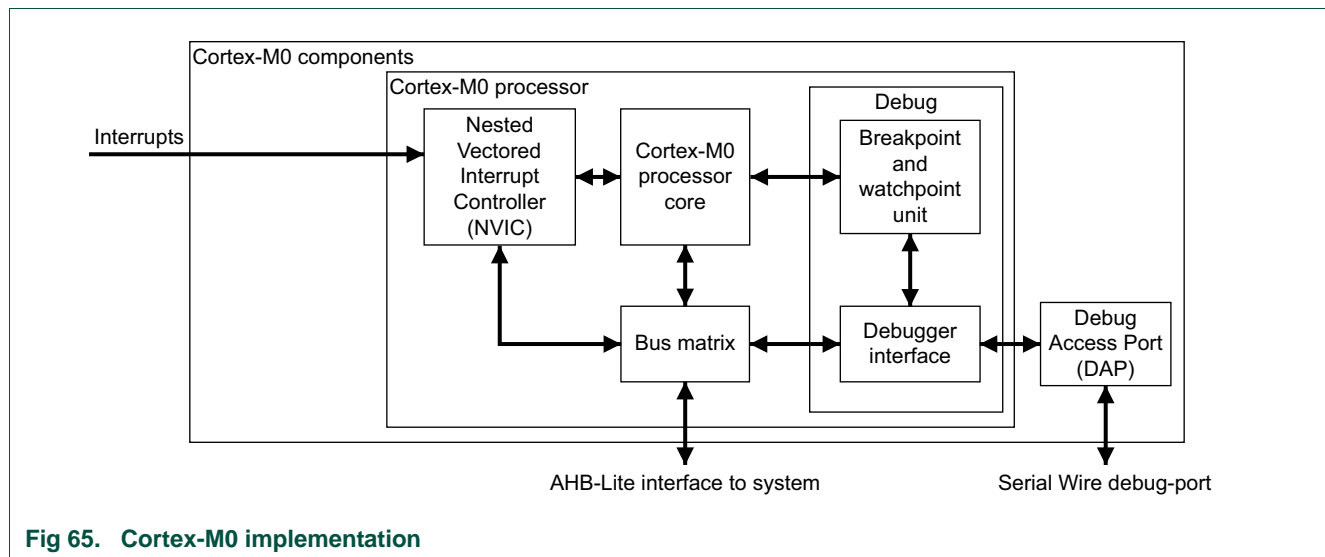 Cortex-M0 components
Cortex-M0 processor
Debug
Interrupts
Nested
Vectored
Interrupt
Controller
(NVIC)
Cortex-M0
processor
core
Breakpoint
and
watchpoint
unit
Bus matrix
Debugger
interface
Debug
Access Port
(DAP)
AHB-Lite interface to system
Serial Wire debug-port
Fig 65. Cortex-M0 implementation